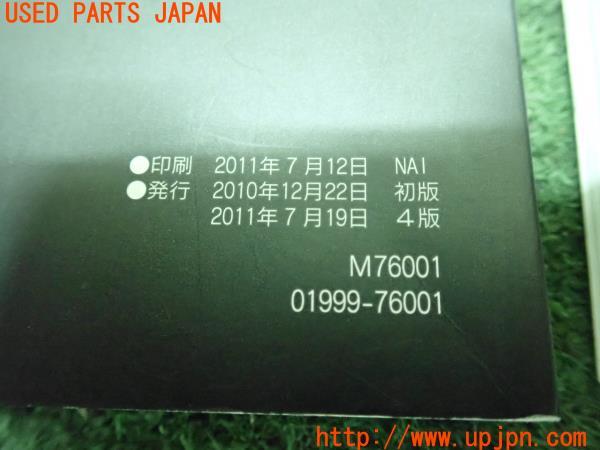 USED PARTS JAPAN
●印刷 2011年7月12日 NAI
●発行 2010年12月22日 初版
2011年7月19日 4版
M76001
01999-76001
http://www.upjpn.com